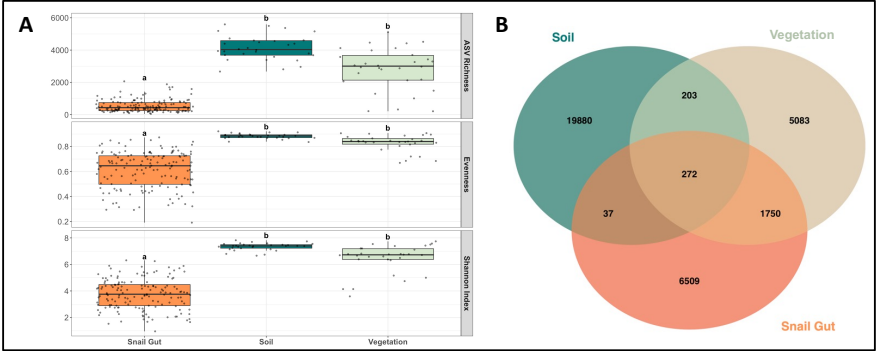 A
6000
4000
2000
0
a
b
b
ASV Richness
0.8
0.6
0.4
0.2
a
b
b
Evenness
8
6
4
2
a
b
b
Shannon Index
Snail Gut
Soil
Vegetation
B
Soil
Vegetation
203
19880
5083
272
37
1750
6509
Snail Gut